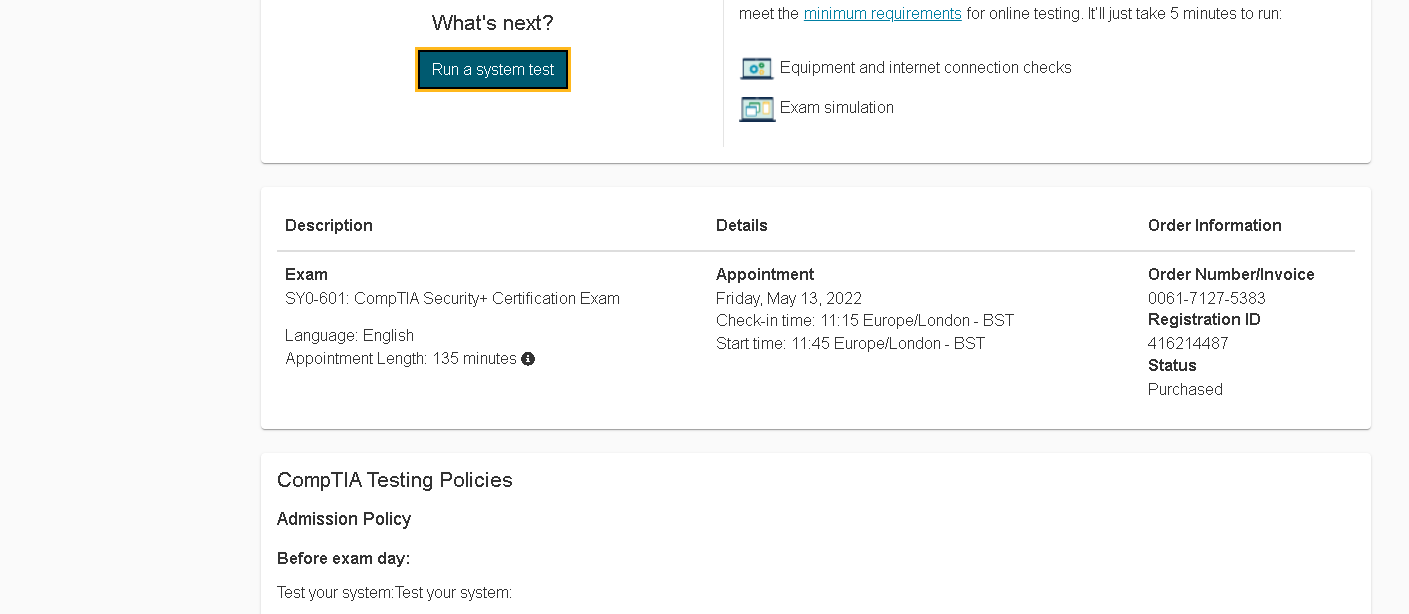 What's next?
Run a system test
meet the minimum requirements for online testing. It'll just take 5 minutes to run:
Equipment and internet connection checks
Exam simulation
Description
Details
Order Information
Exam
SY0-601: CompTIA Security+ Certification Exam
Language: English
Appointment Length: 135 minutes
Appointment
Friday, May 13, 2022
Check-in time: 11:15 Europe/London - BST
Start time: 11:45 Europe/London - BST
Order Number/Invoice
0061-7127-5383
Registration ID
416214487
Status
Purchased
CompTIA Testing Policies
Admission Policy
Before exam day:
Test your system:Test your system: